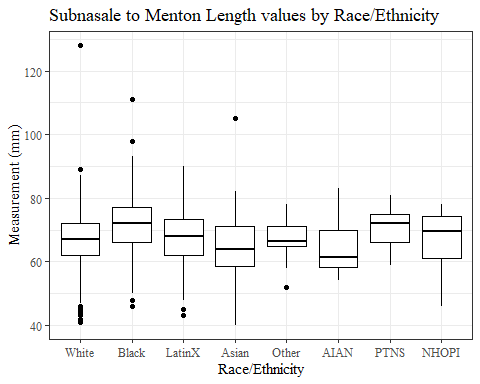 Subnasale to Menton Length values by Race/Ethnicity
Measurement (mm)
120
100
80
60
40
White Black LatinX Asian Other AIAN PTNS NHOPI
Race/Ethnicity